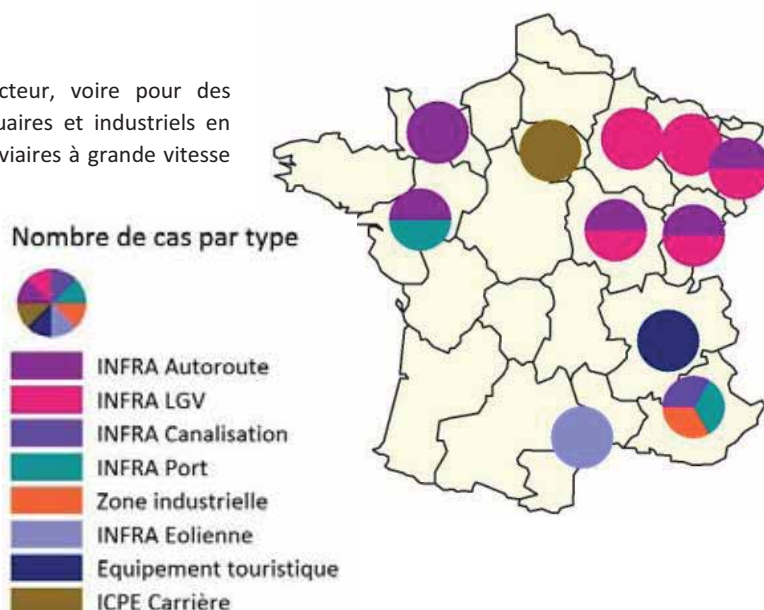 cteur, voire pour des
uaires et industriels en
viaires à grande vitesse
Nombre de cas par type
INFRA Autoroute
INFRA LGV
INFRA Canalisation
INFRA Port
Zone industrielle
INFRA Eolienne
Equipement touristique
ICPE Carrière